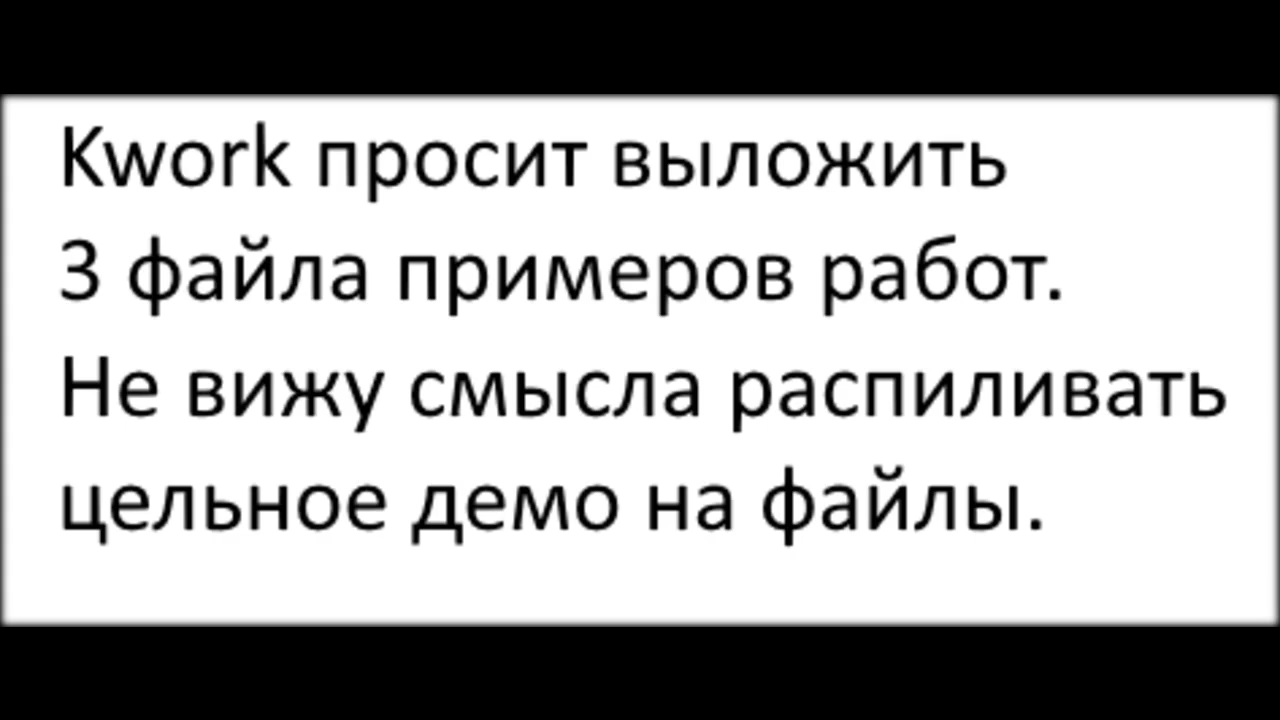 Kwork просит выложить
3 файла примеров работ.
Не вижу смысла распиливать
цельное демо на файлы.